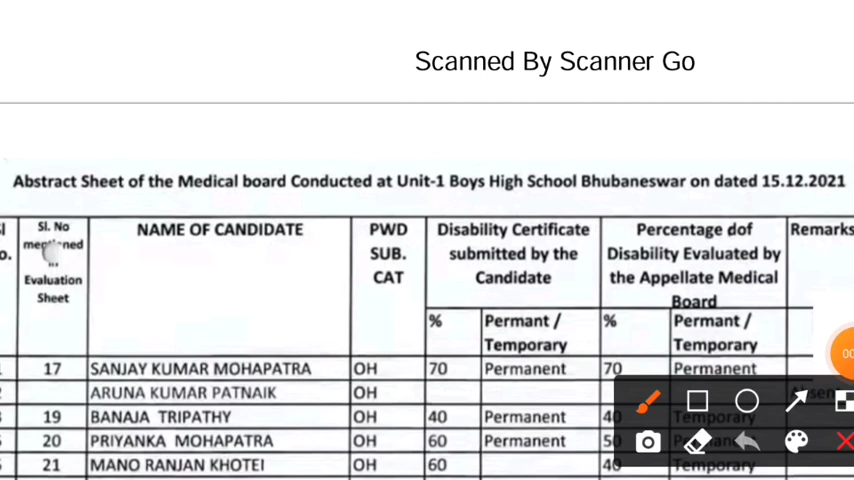 Scanned By Scanner Go
Abstract Sheet of the Medical board Conducted at Unit-1 Boys High School Bhubaneswar on dated 15.12.2021
Sl. No NAME OF CANDIDATE PWD Disability Certificate Percentage dof Remarks
SUB. submitted by the Disability Evaluated by
Evaluation CAT Candidate the Appellate Medical
Sheet Board
% Permant / % Permant /
Temporary Temporary
17 SANJAY KUMAR MOHAPATRA OH 70 Permanent 70 Permanent
ARUNA KUMAR PATNAIK OH
19 BANAJA TRIPATHY OH 40 Permanent 40 Temporary
20 PRIYANKA MOHAPATRA OH 60 Permanent 50 Permanent
21 MANO RANJAN KHOTEI OH 60 40 Temporary